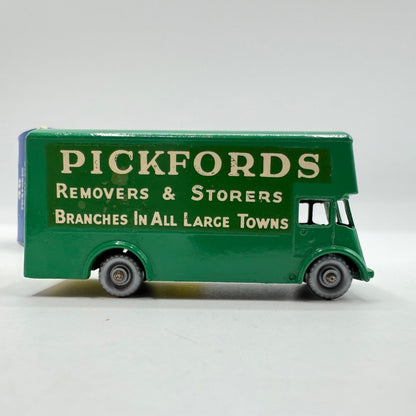 PICKFORDS
REMOVERS & STORERS
BRANCHES IN ALL LARGE TOWNS